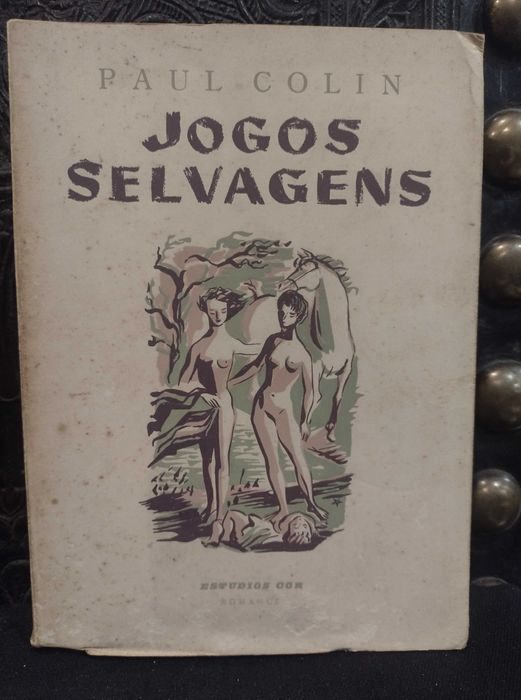 PAUL COLIN
JOGOS
SELVAGENS
ESTUDIOS COR
ROMANCE